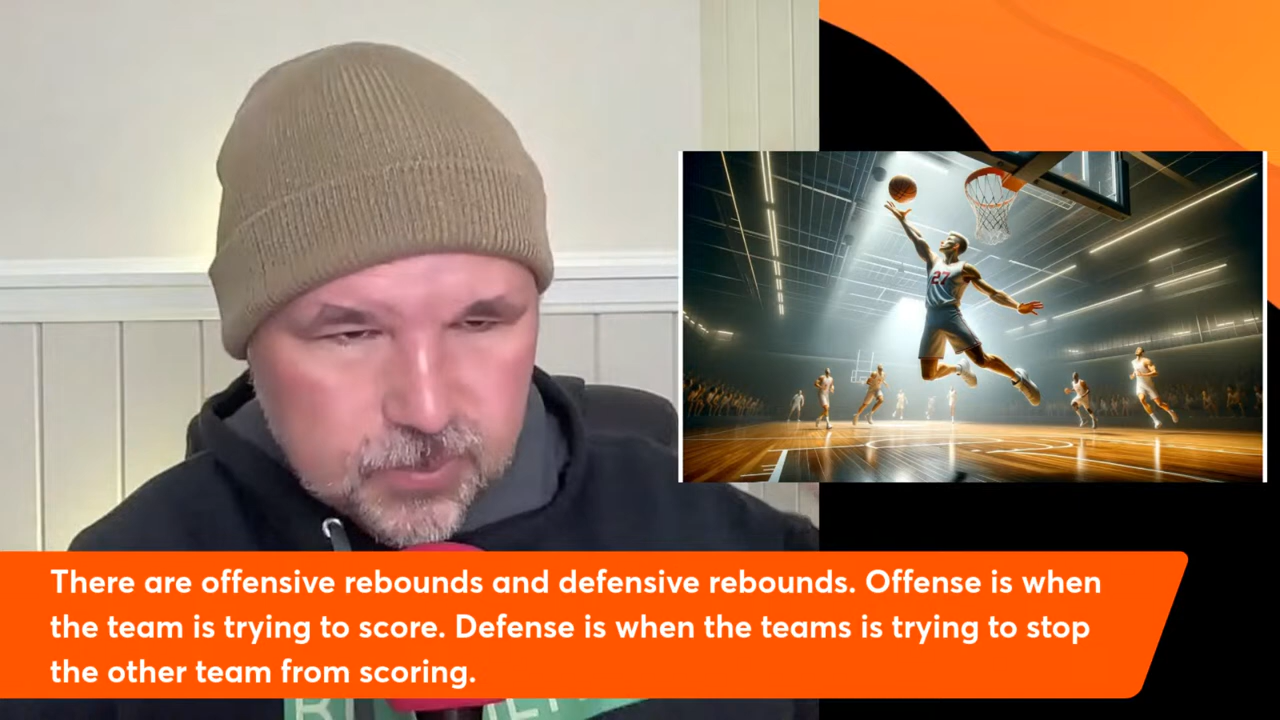 27
There are offensive rebounds and defensive rebounds. Offense is when
the team is trying to score. Defense is when the teams is trying to stop
the other team from scoring.